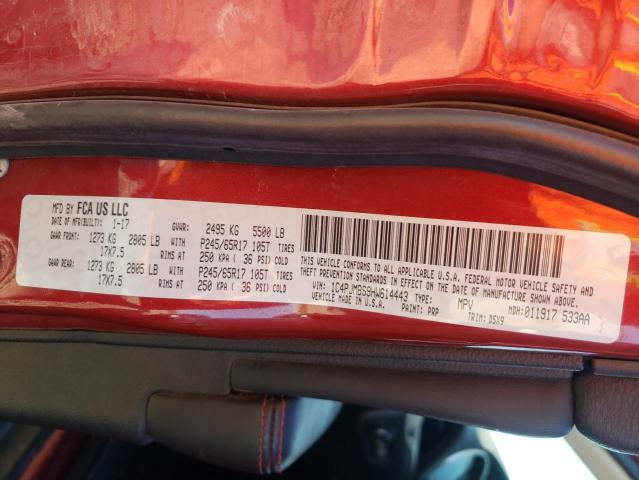 MFD BY FCA US LLC
DATE OF MFR(BUILT): 1-17 GVWR: 2495 KG 5500 LB
GAWR FRONT: 1273 KG 2805 LB WITH P245/65R17 105T TIRES
17X7.5 RIMS AT 250 KPA ( 36 PSI) COLD
GAWR REAR: 1273 KG 2805 LB WITH P245/65R17 105T TIRES
17X7.5 RIMS AT 250 KPA ( 36 PSI) COLD
THIS VEHICLE CONFORMS TO ALL APPLICABLE U.S.A. FEDERAL MOTOR VEHICLE SAFETY AND
THEFT PREVENTION STANDARDS IN EFFECT ON THE DATE OF MANUFACTURE SHOWN ABOVE.
VIN: 1C4PJMBS9HW614443 TYPE: MPV MDH:011917 533AA
MADE IN U.S.A. PAINT: PRP TRIM: D5X9